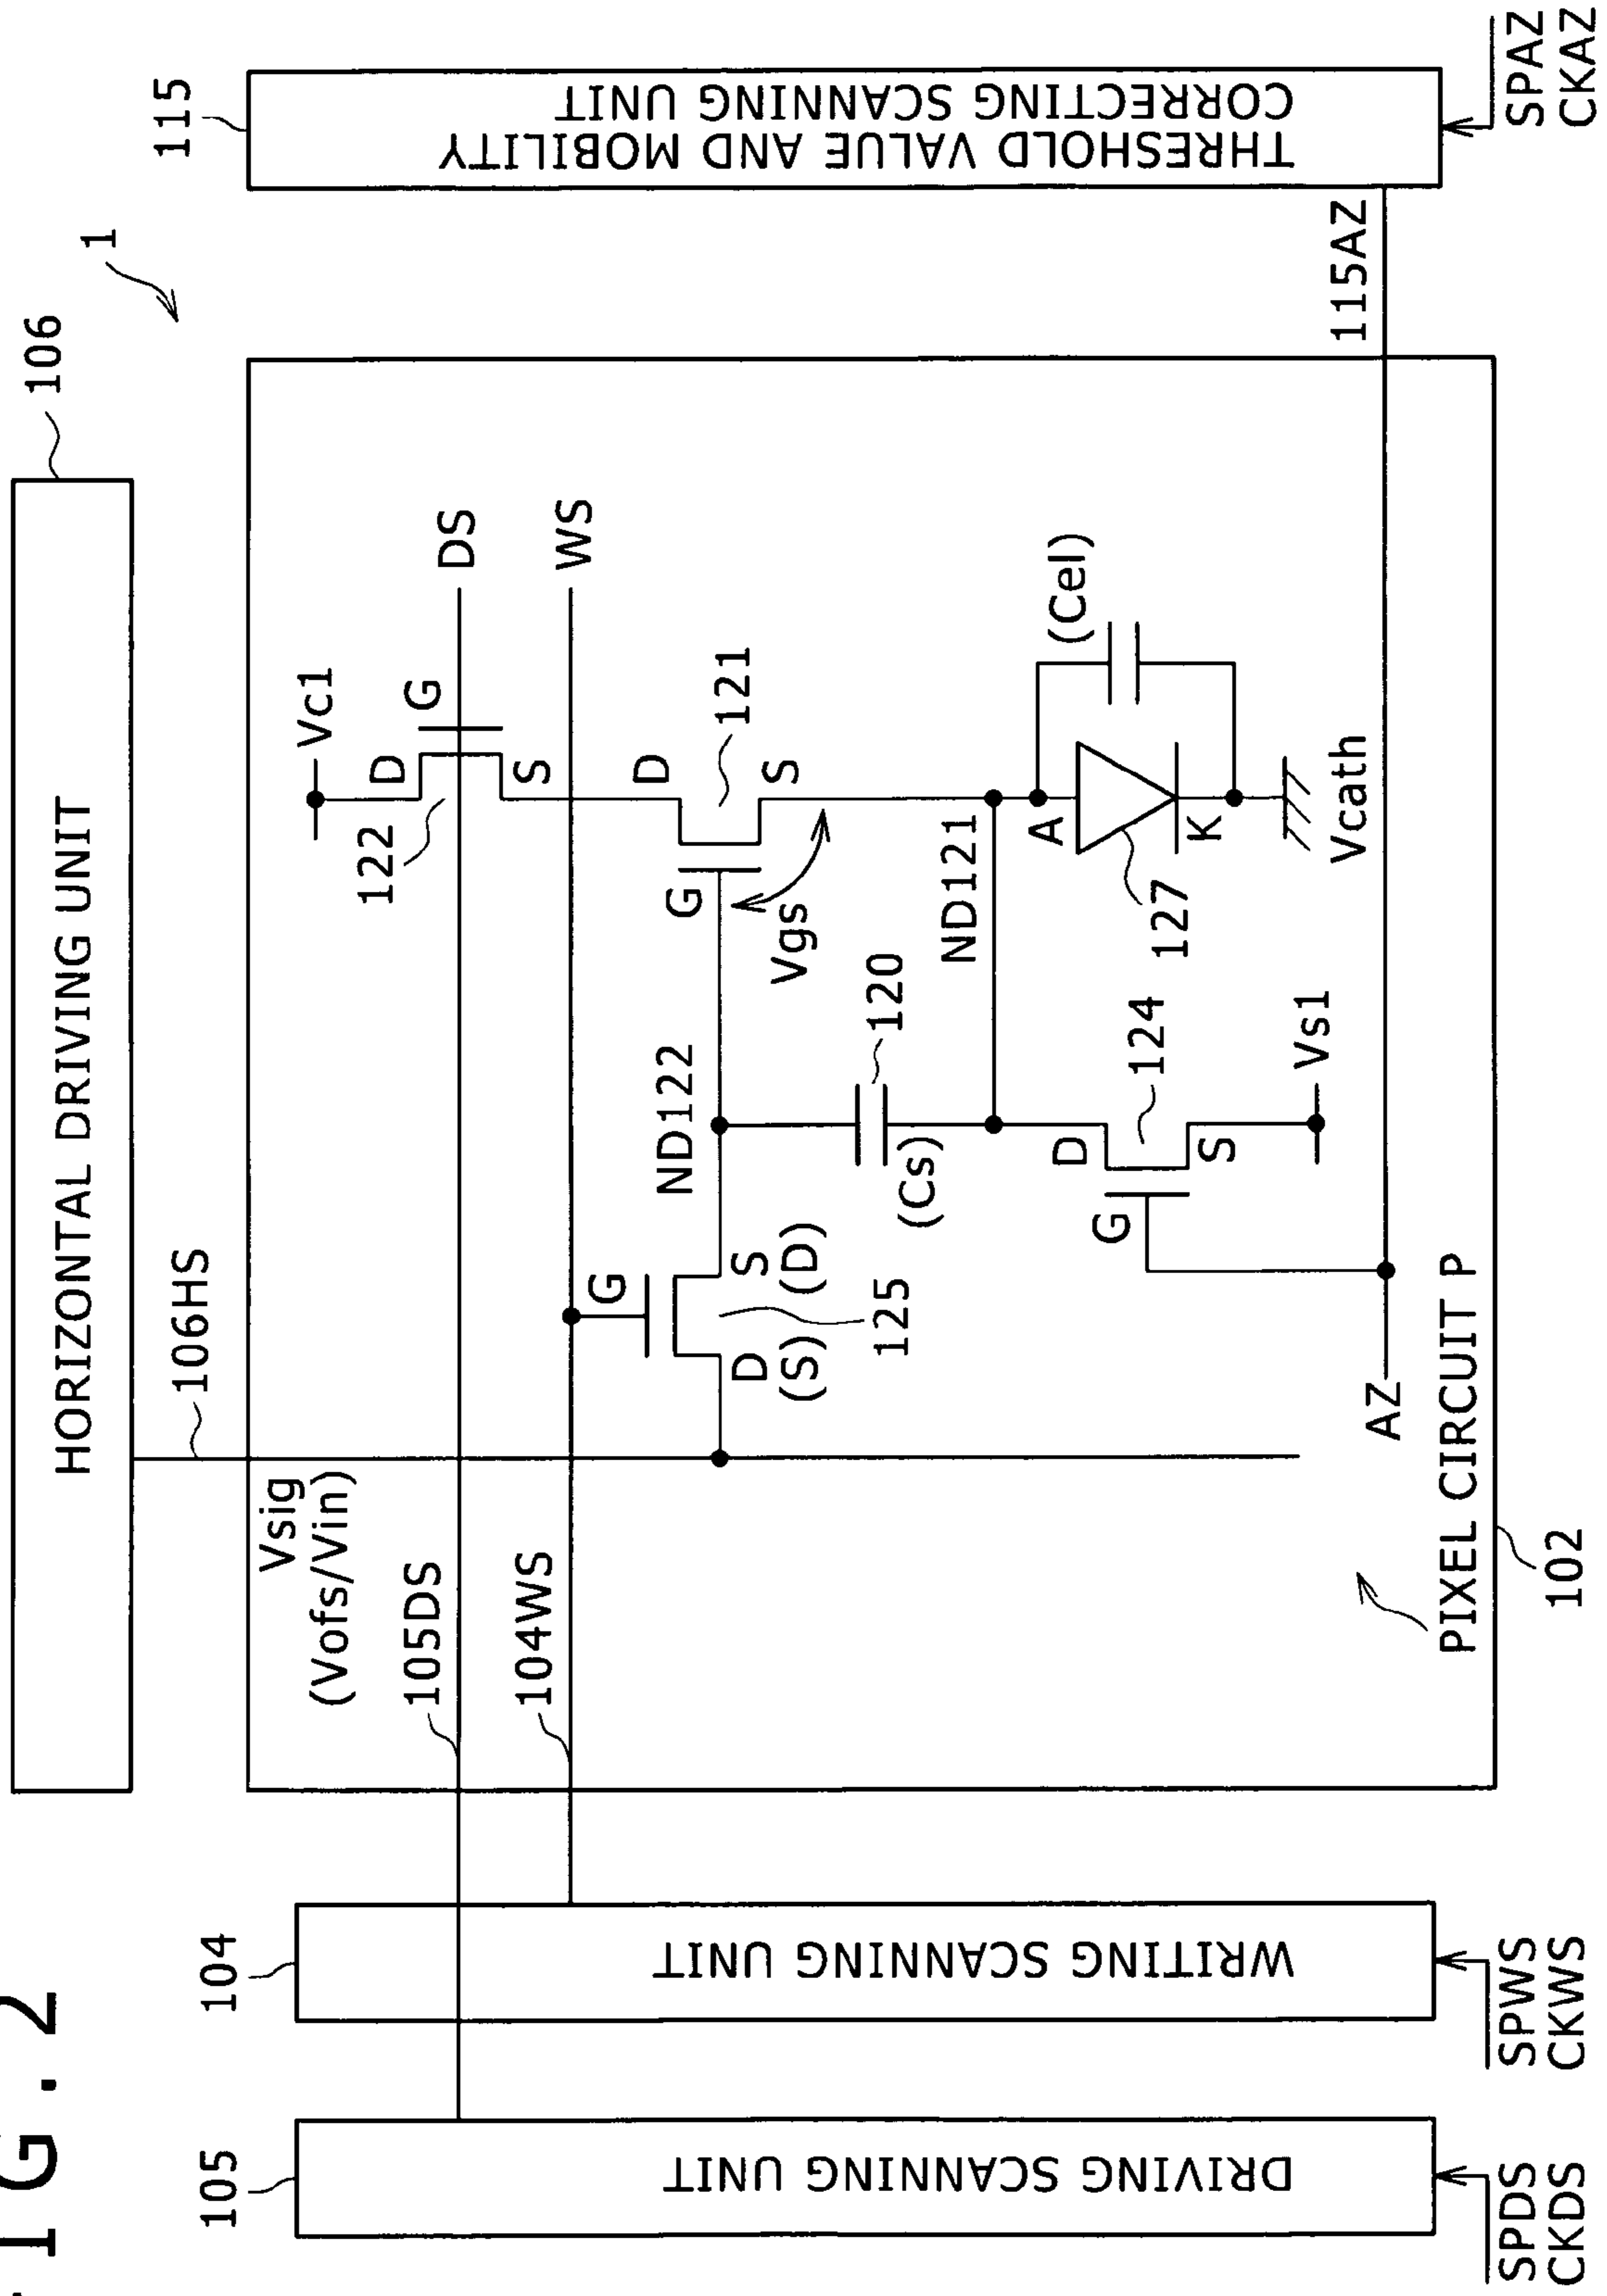 FIG. 2
HORIZONTAL DRIVING UNIT
106
1
105
104
115
106HS
Vsig
(Vofs/Vin)
105DS
104WS
DRIVING SCANNING UNIT
WRITING SCANNING UNIT
THRESHOLD VALUE AND MOBILITY
CORRECTING SCANNING UNIT
Vc1
D
G
DS
122
S
WS
G
D
(S)
S
(D)
125
ND122
G
D
121
S
Vgs
120
(Cs)
ND121
A
(Cel)
K
127
Vcath
D
G
124
S
Vs1
AZ
115AZ
PIXEL CIRCUIT P
102
SPDS
CKDS
SPWS
CKWS
SPAZ
CKAZ